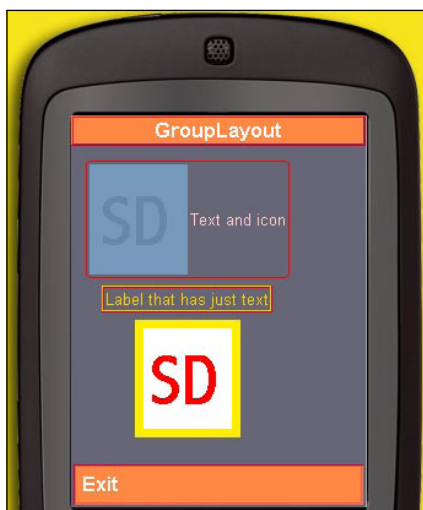 GroupLayout
SD
Text and icon
Label that has just text
SD
Exit